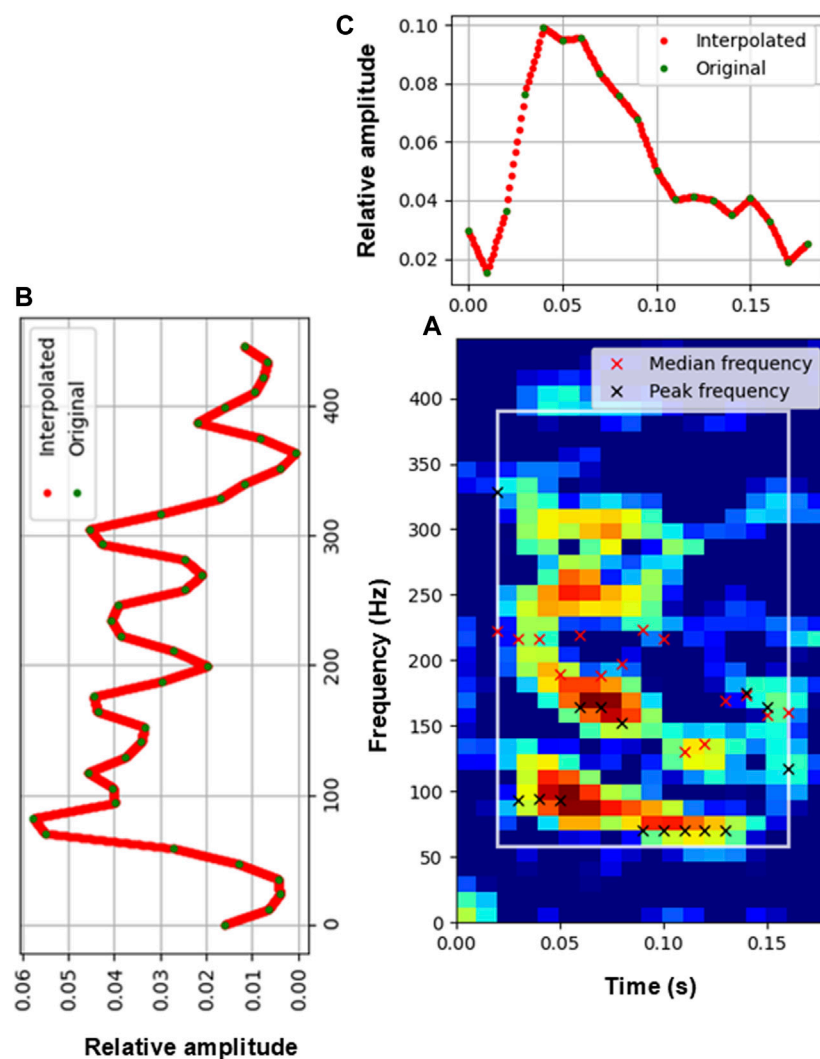 C
0.10
0.08
0.06
0.04
0.02
Relative amplitude
Interpolated
Original
0.00
0.05
0.10
0.15
B
Interpolated
Original
400
300
200
100
0
0.06
0.05
0.04
0.03
0.02
0.01
0.00
Relative amplitude
A
Median frequency
Peak frequency
400
350
300
250
200
150
100
50
0
Frequency (Hz)
0.00
0.05
0.10
0.15
Time (s)